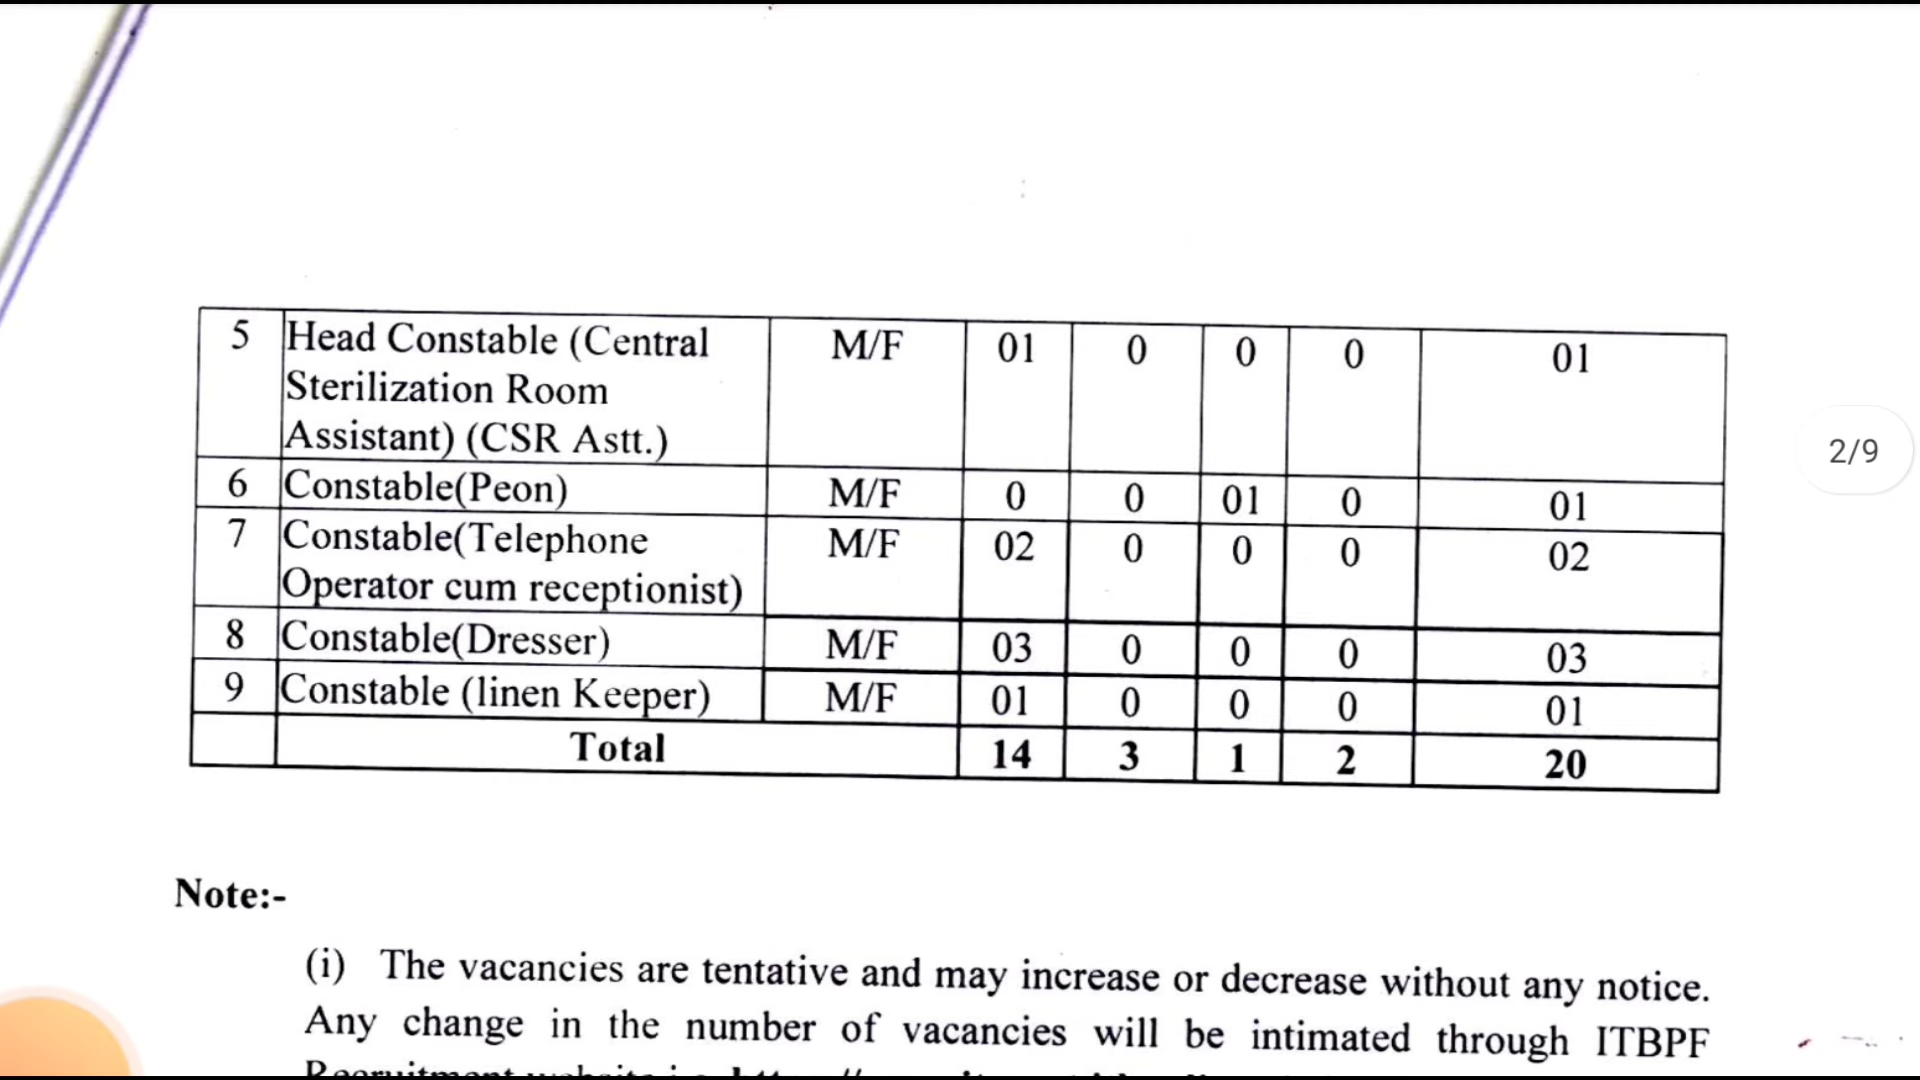 5 Head Constable (Central M/F 01 0 0 0 01
Sterilization Room
Assistant) (CSR Astt.)
2/9
6 Constable(Peon) M/F 0 0 01 0 01
7 Constable(Telephone M/F 02 0 0 0 02
Operator cum receptionist)
8 Constable(Dresser) M/F 03 0 0 0 03
9 Constable (linen Keeper) M/F 01 0 0 0 01
Total 14 3 1 2 20
Note:-
(i) The vacancies are tentative and may increase or decrease without any notice.
Any change in the number of vacancies will be intimated through ITBPF